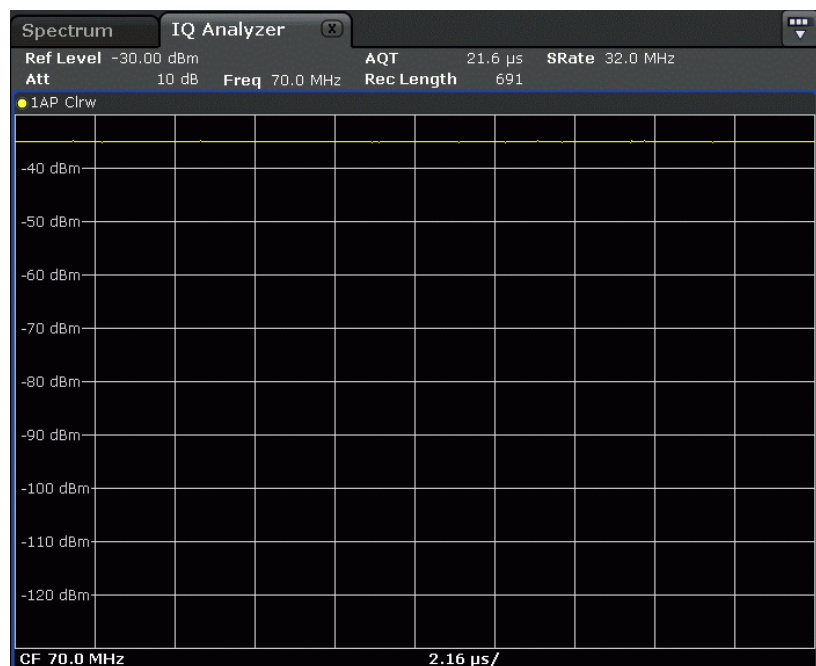 Spectrum IQ Analyzer X
Ref Level -30.00 dBm AQT 21.6 µs SRate 32.0 MHz
Att 10 dB Freq 70.0 MHz Rec Length 691
1AP Clrw
-40 dBm
-50 dBm
-60 dBm
-70 dBm
-80 dBm
-90 dBm
-100 dBm
-110 dBm
-120 dBm
CF 70.0 MHz 2.16 µs/